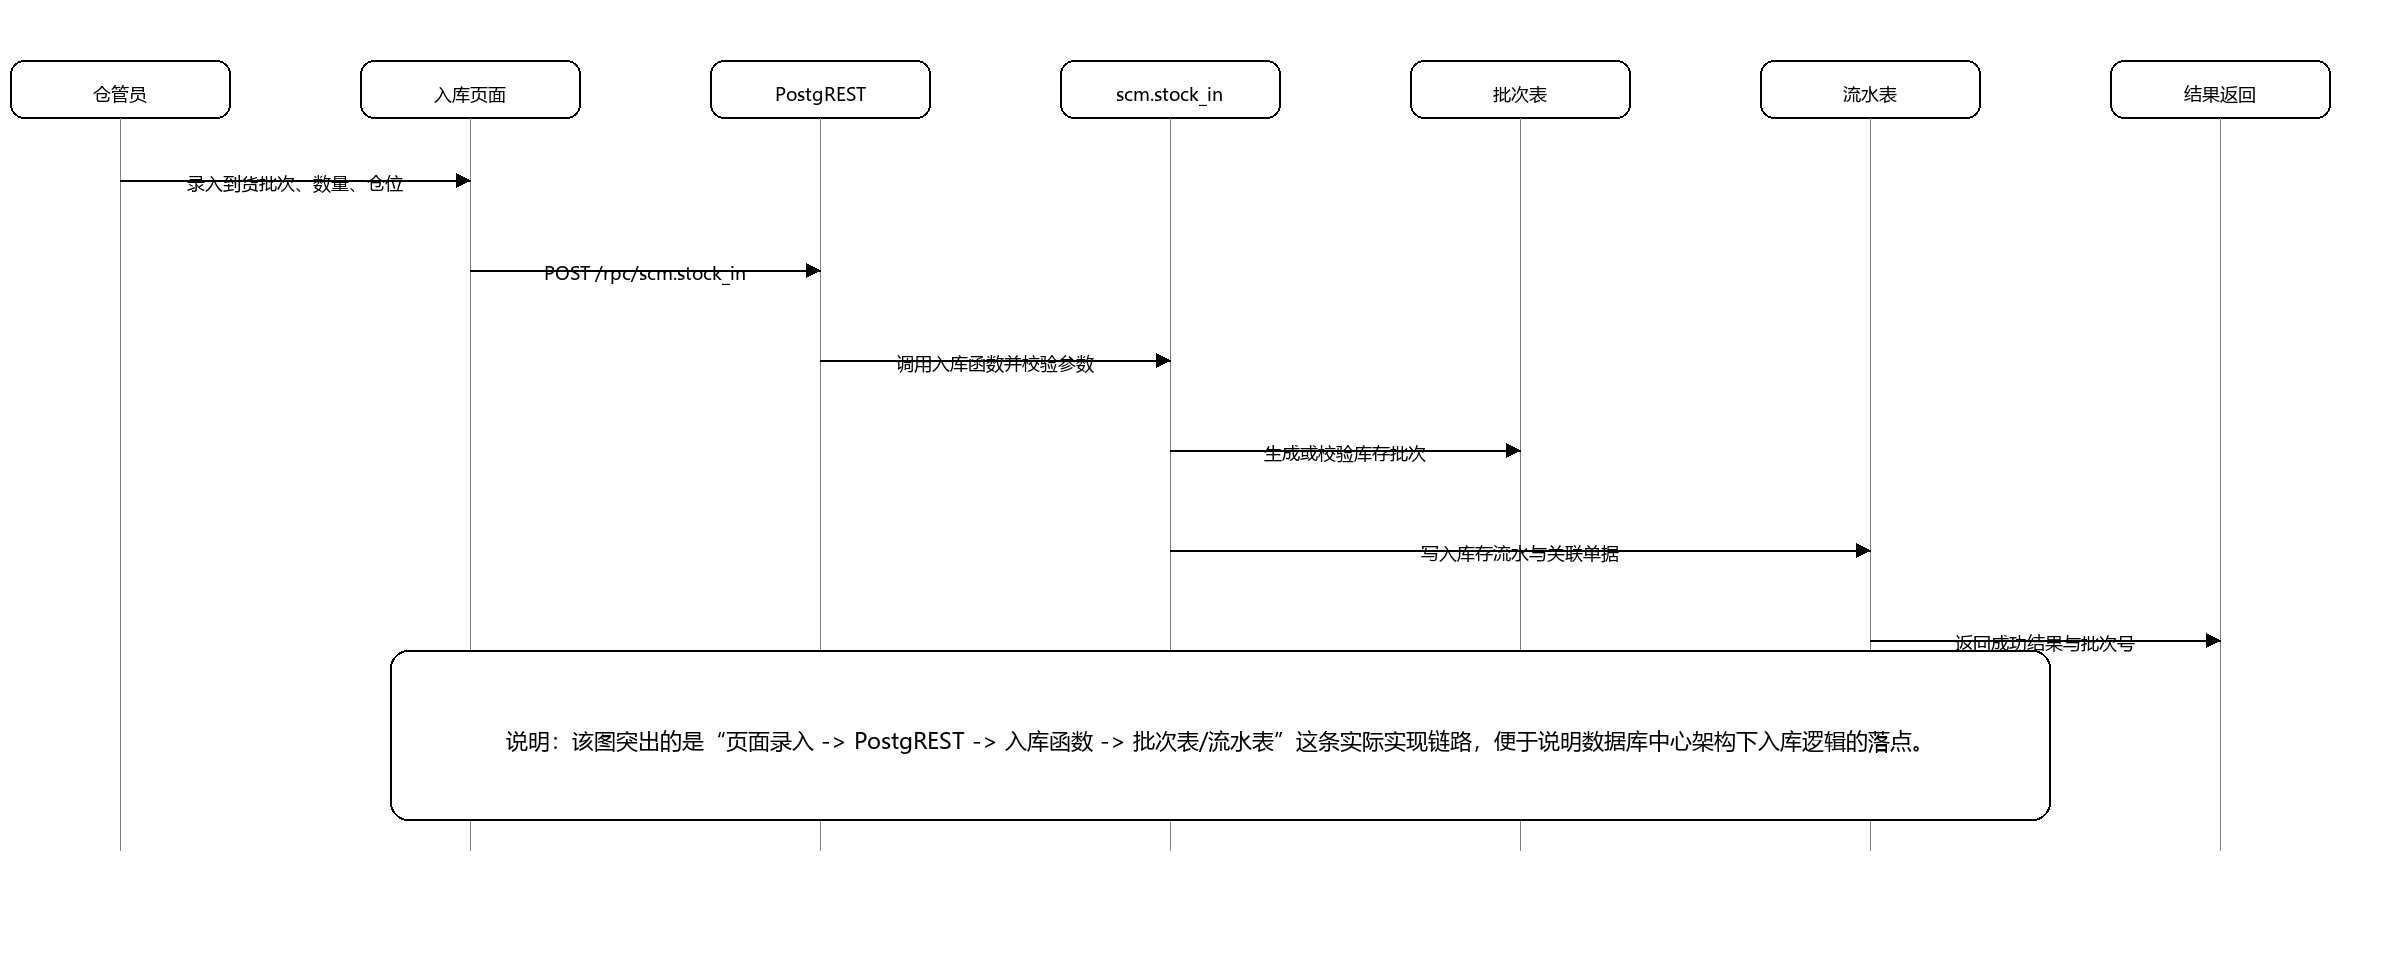 仓管员
入库页面
PostgREST
scm.stock_in
批次表
流水表
结果返回
录入到货批次、数量、仓位
POST /rpc/scm.stock_in
调用入库函数并校验参数
生成或校验库存批次
写入库存流水与关联单据
返回成功结果与批次号
说明：该图突出的是“页面录入 -> PostgREST -> 入库函数 -> 批次表/流水表”这条实际实现链路，便于说明数据库中心架构下入库逻辑的落点。